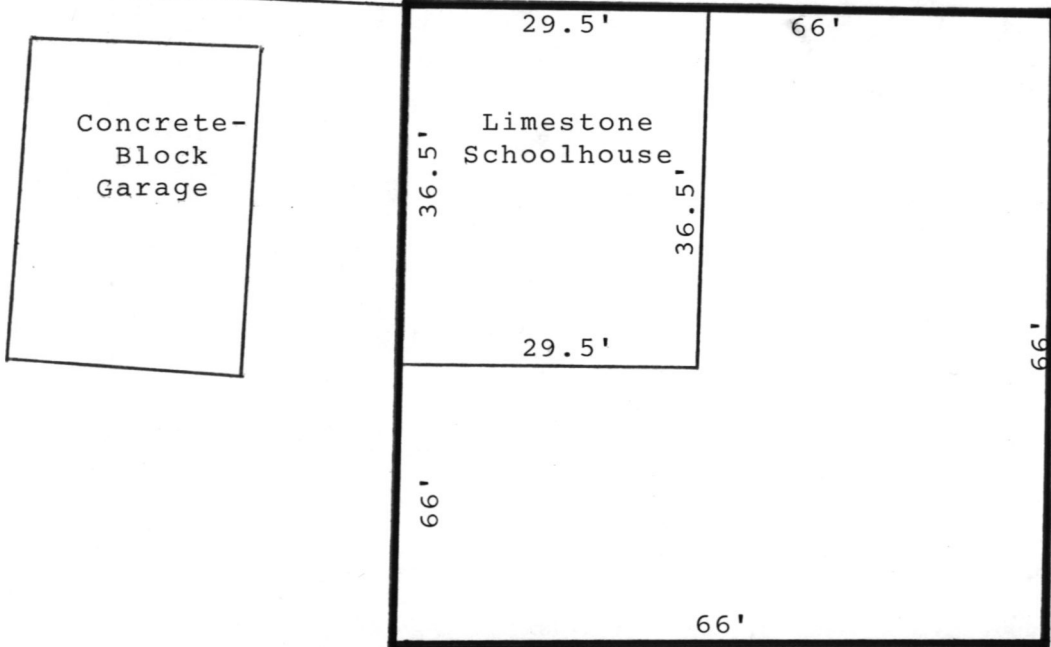 29.5'
66'
Concrete-
Block
Garage
Limestone
Schoolhouse
36.5'
36.5'
29.5'
66'
66'
66'